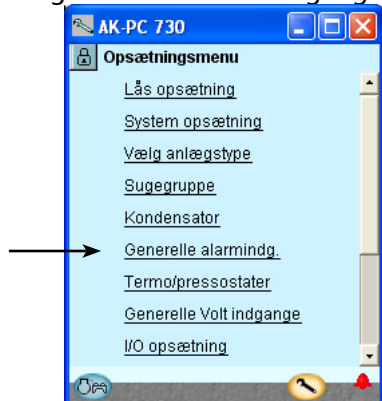 AK-PC 730
Opsætningsmenu
Lås opsætning
System opsætning
Vælg anlægstype
Sugegruppe
Kondensator
Generelle alarmindg.
Termo/pressostater
Generelle Volt indgange
I/O opsætning